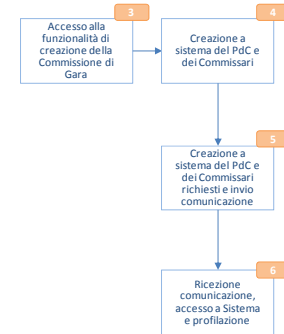 3
Accesso alla
funzionalità di
creazione della
Commissione di
Gara
4
Creazione a
sistema del PdC e
dei Commissari
5
Creazione a
sistema del PdC e
dei Commissari
richiesti e invio
comunicazione
6
Ricezione
comunicazione,
accesso a Sistema
e profilazione